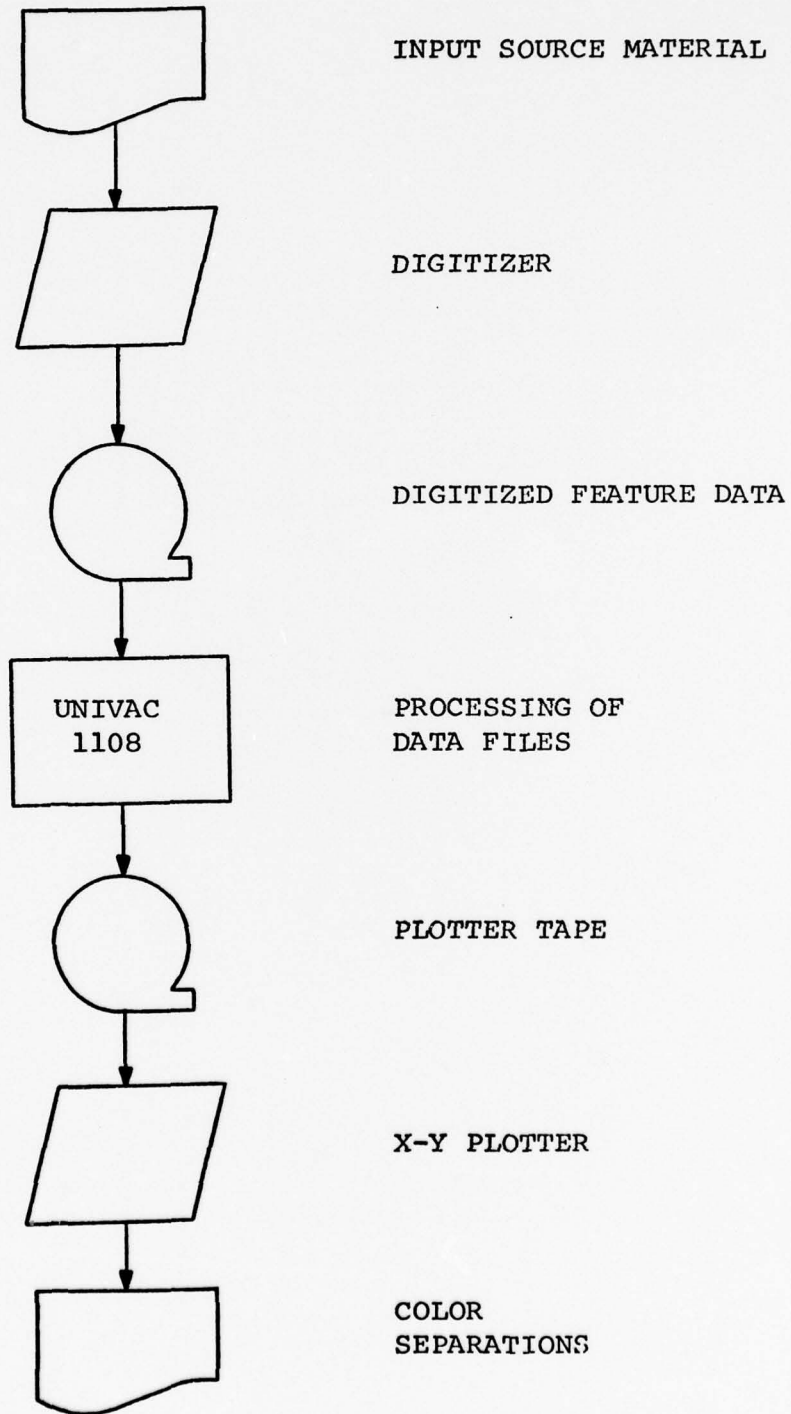 INPUT SOURCE MATERIAL
DIGITIZER
DIGITIZED FEATURE DATA
UNIVAC
1108
PROCESSING OF
DATA FILES
PLOTTER TAPE
X-Y PLOTTER
COLOR
SEPARATIONS